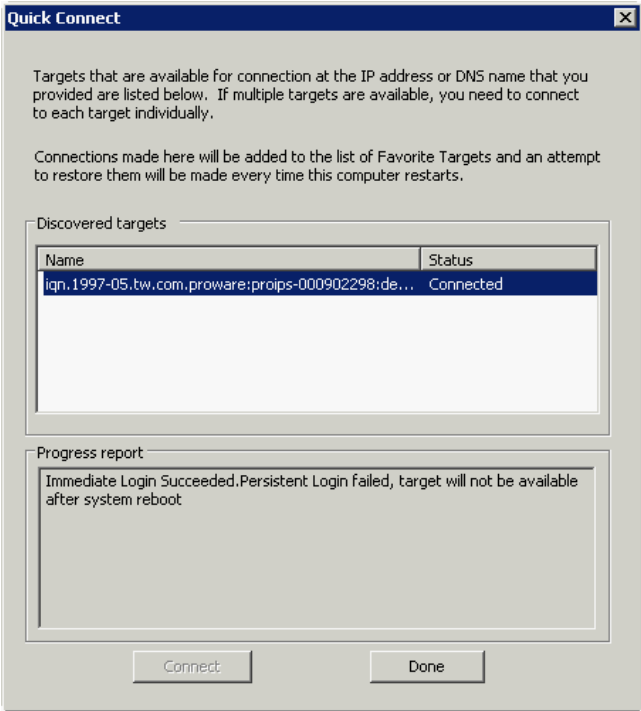 Quick Connect
Targets that are available for connection at the IP address or DNS name that you
provided are listed below. If multiple targets are available, you need to connect
to each target individually.
Connections made here will be added to the list of Favorite Targets and an attempt
to restore them will be made every time this computer restarts.
Discovered targets
Name Status
iqn.1997-05.tw.com.proware:proips-000902298:de... Connected
Progress report
Immediate Login Succeeded.Persistent Login failed, target will not be available
after system reboot
Connect Done